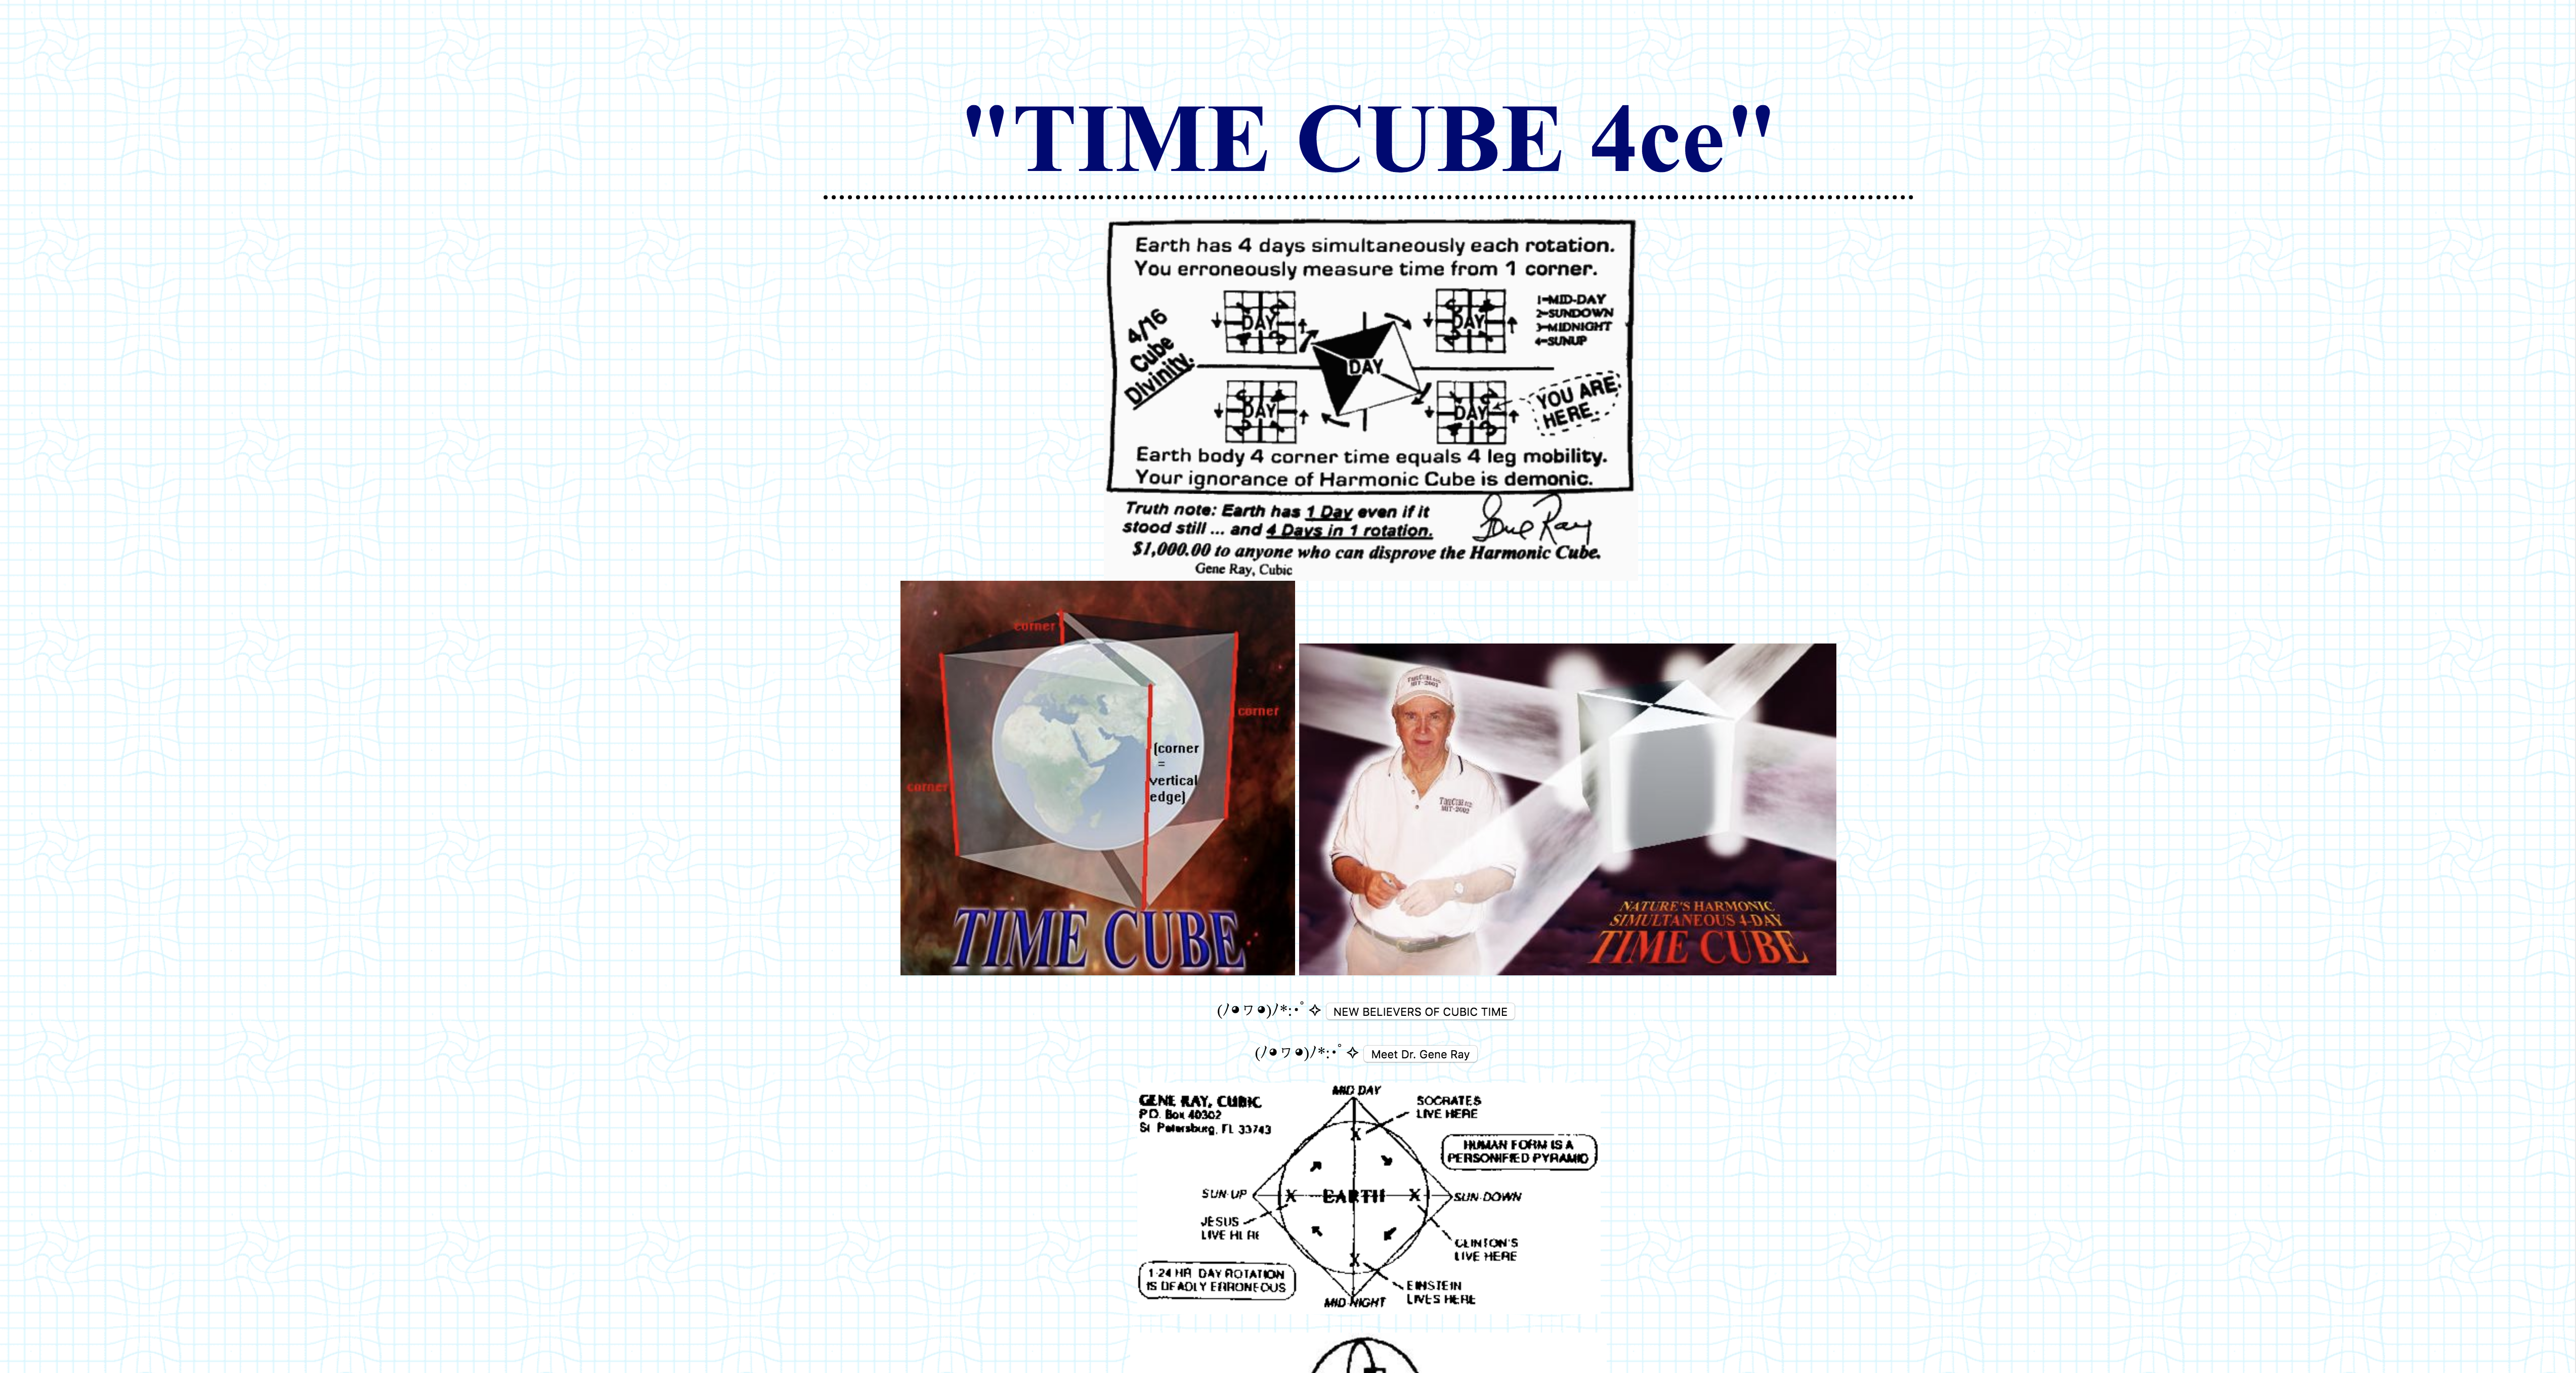 "TIME CUBE 4ce"
Earth has 4 days simultaneously each rotation.
You erroneously measure time from 1 corner.
4/16
Cube
Divinity.
DAY
DAY
1=MID-DAY
2=SUNDOWN
3=MIDNIGHT
4=SUNUP
DAY
DAY
DAY
YOU ARE
HERE.
Earth body 4 corner time equals 4 leg mobility.
Your ignorance of Harmonic Cube is demonic.
Truth note: Earth has 1 Day even if it
stood still ... and 4 Days in 1 rotation.
Gene Ray
$1,000.00 to anyone who can disprove the Harmonic Cube.
Gene Ray, Cubic
corner
corner
(corner
=
vertical
edge)
corner
TIME CUBE
NATURE'S HARMONIC
SIMULTANEOUS 4-DAY
TIME CUBE
(ﾉ◕ヮ◕)ﾉ*:･ﾟ✧ NEW BELIEVERS OF CUBIC TIME
(ﾉ◕ヮ◕)ﾉ*:･ﾟ✧ Meet Dr. Gene Ray
GENE RAY, CUBIC
P.O. Box 40302
St. Petersburg, FL 33743
MID DAY
SOCRATES
LIVE HERE
X
HUMAN FORM IS A
PERSONIFIED PYRAMID
SUN-UP
X EARTH X
SUN-DOWN
JESUS
LIVE HERE
CLINTON'S
LIVE HERE
X
1-24 HR DAY ROTATION
IS DEADLY ERRONEOUS
EINSTEIN
LIVES HERE
MID-NIGHT